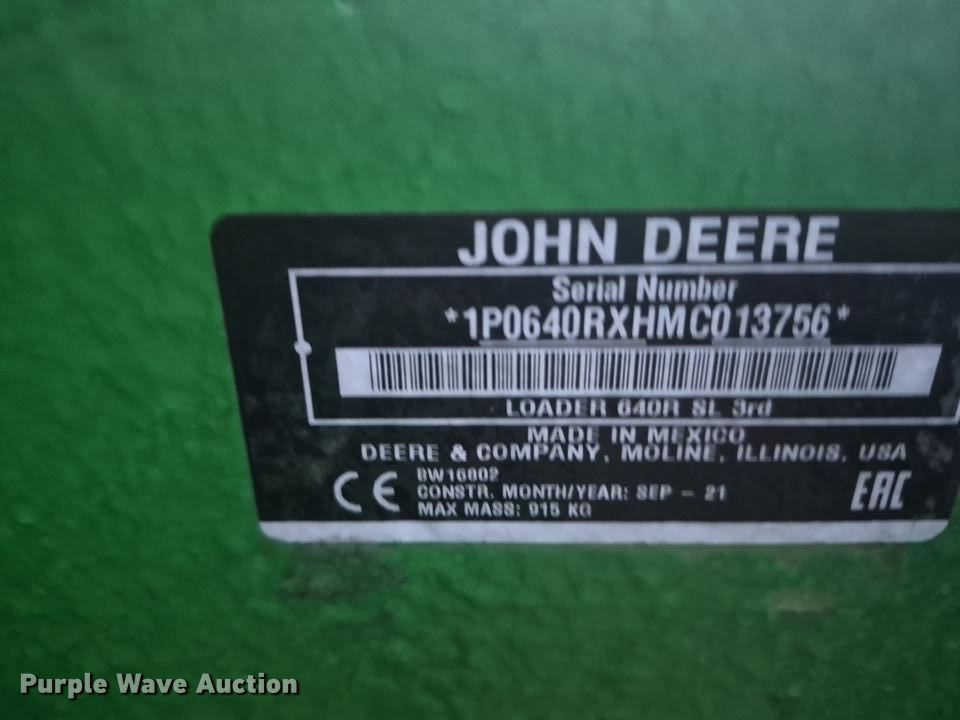 JOHN DEERE
Serial Number
*1P0640RXHMC013756*
LOADER 640R SL 3rd
MADE IN MEXICO
DEERE & COMPANY, MOLINE, ILLINOIS, USA
BW16802
CE
CONSTR. MONTH/YEAR: SEP - 21
EAC
MAX MASS: 915 KG
Purple Wave Auction